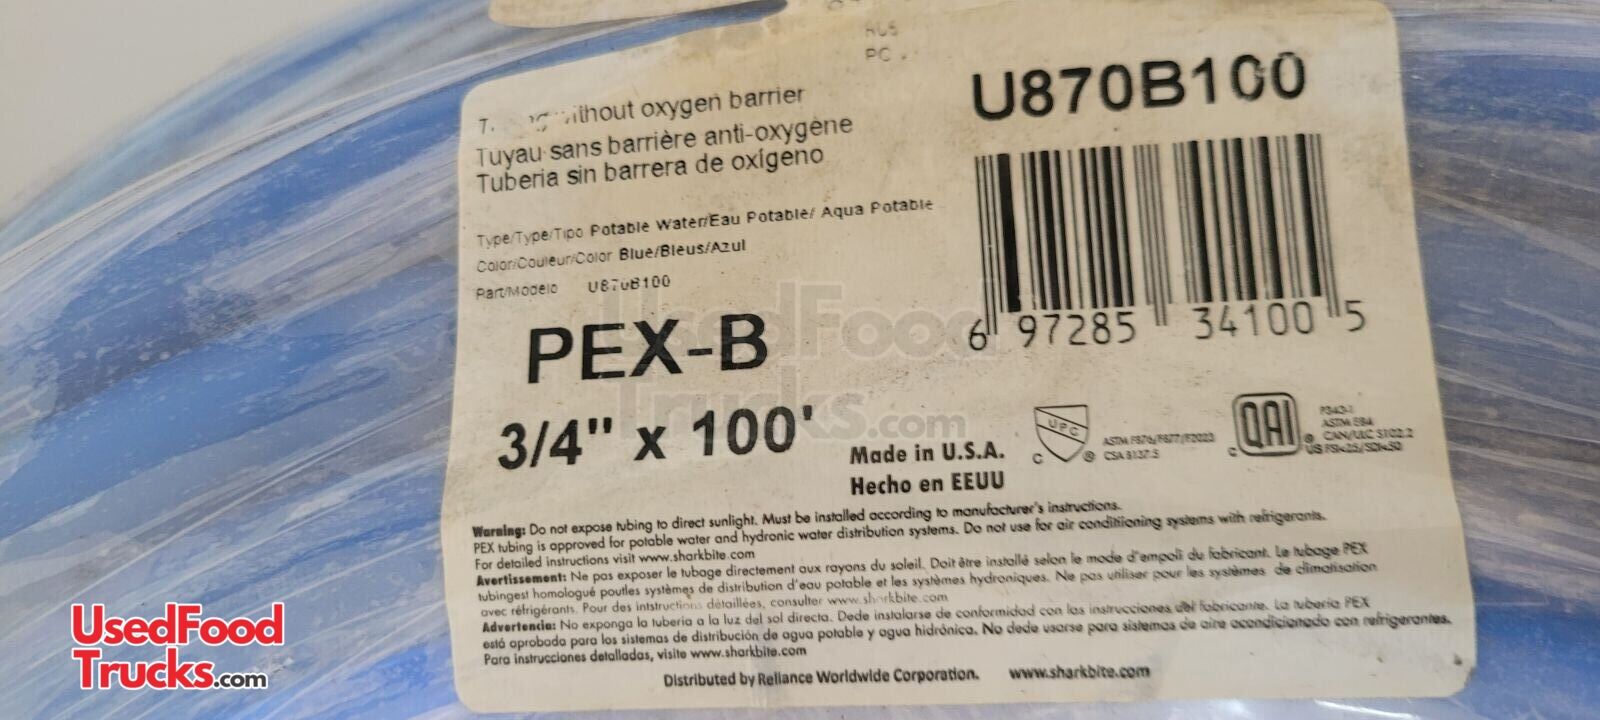 U870B100
without oxygen barrier
Tuyau sans barrière anti-oxygène
Tuberia sin barrera de oxígeno
Type/Type/Tipo Potable Water/Eau Potable/ Aqua Potable
Color/Couleur/Color Blue/Bleus/Azul
Part/Modelo U870B100
6 97285 34100 5
PEX-B
3/4" x 100'
Made in U.S.A.
Hecho en EEUU
UPC
C ®
ASTM F876/F877/F2023
CSA B137.5
QAI
C ®
ASTM E84
CAN/ULC S102.2
US FSI<25/SDI<50
Warning: Do not expose tubing to direct sunlight. Must be installed according to manufacturer's instructions.
PEX tubing is approved for potable water and hydronic water distribution systems. Do not use for air conditioning systems with refrigerants.
For detailed instructions visit www.sharkbite.com
Avertissement: Ne pas exposer le tubage directement aux rayons du soleil. Doit être installé selon le mode d'empoli du fabricant. Le tubage PEX
tubingest homologué poutles systèmes de distribution d'eau potable et les systèmes hydroniques. Ne pas utiliser pour les systèmes de climatisation
avec réfrigérants. Pour des intstructions détaillées, consulter www.sharkbite.com
Advertencia: No exponga la tuberia a la luz del sol directa. Dede instalarse de conformidad con las instrucciones del fabricante. La tuberia PEX
está aprobada para los sistemas de distribución de agua potable y agua hidrónica. No dede usarse para sistemas de aire acondicionado con refrigerantes.
Para instrucciones detalladas, visite www.sharkbite.com
Distributed by Reliance Worldwide Corporation. www.sharkbite.com
UsedFood
Trucks.com
UsedFood
Trucks.com